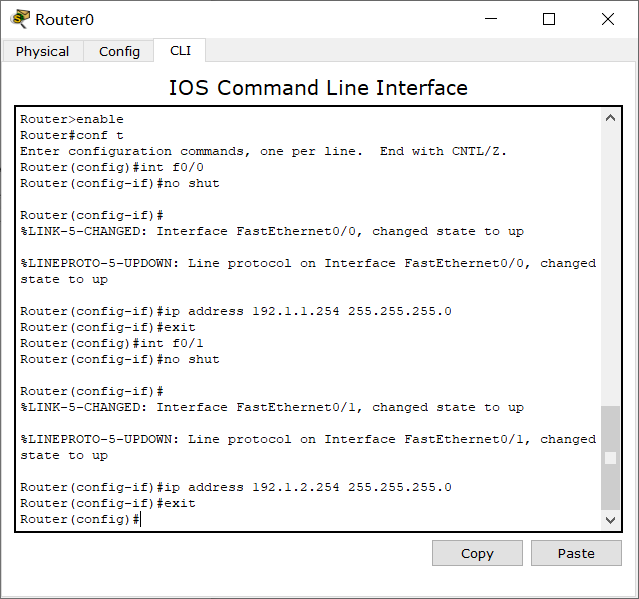 Router0
Physical Config CLI
IOS Command Line Interface
Router>enable
Router#conf t
Enter configuration commands, one per line.  End with CNTL/Z.
Router(config)#int f0/0
Router(config-if)#no shut
Router(config-if)#
%LINK-5-CHANGED: Interface FastEthernet0/0, changed state to up
%LINEPROTO-5-UPDOWN: Line protocol on Interface FastEthernet0/0, changed
state to up
Router(config-if)#ip address 192.1.1.254 255.255.255.0
Router(config-if)#exit
Router(config)#int f0/1
Router(config-if)#no shut
Router(config-if)#
%LINK-5-CHANGED: Interface FastEthernet0/1, changed state to up
%LINEPROTO-5-UPDOWN: Line protocol on Interface FastEthernet0/1, changed
state to up
Router(config-if)#ip address 192.1.2.254 255.255.255.0
Router(config-if)#exit
Router(config)#
Copy Paste